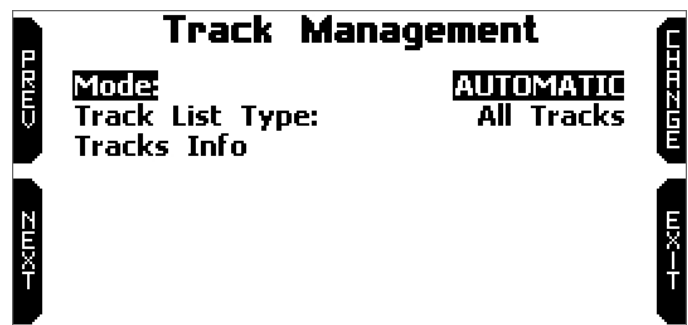 Track Management
PREV
CHANGE
Mode: AUTOMATIC
Track List Type: All Tracks
Tracks Info
NEXT
EXIT